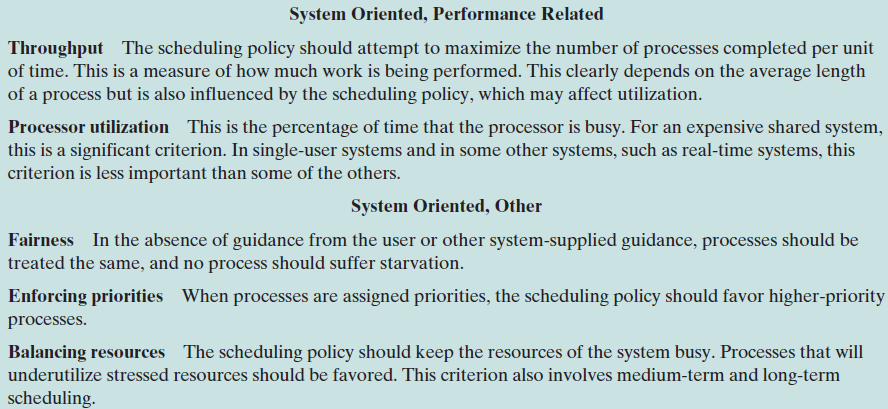 System Oriented, Performance Related
Throughput The scheduling policy should attempt to maximize the number of processes completed per unit
of time. This is a measure of how much work is being performed. This clearly depends on the average length
of a process but is also influenced by the scheduling policy, which may affect utilization.
Processor utilization This is the percentage of time that the processor is busy. For an expensive shared system,
this is a significant criterion. In single-user systems and in some other systems, such as real-time systems, this
criterion is less important than some of the others.
System Oriented, Other
Fairness In the absence of guidance from the user or other system-supplied guidance, processes should be
treated the same, and no process should suffer starvation.
Enforcing priorities When processes are assigned priorities, the scheduling policy should favor higher-priority
processes.
Balancing resources The scheduling policy should keep the resources of the system busy. Processes that will
underutilize stressed resources should be favored. This criterion also involves medium-term and long-term
scheduling.